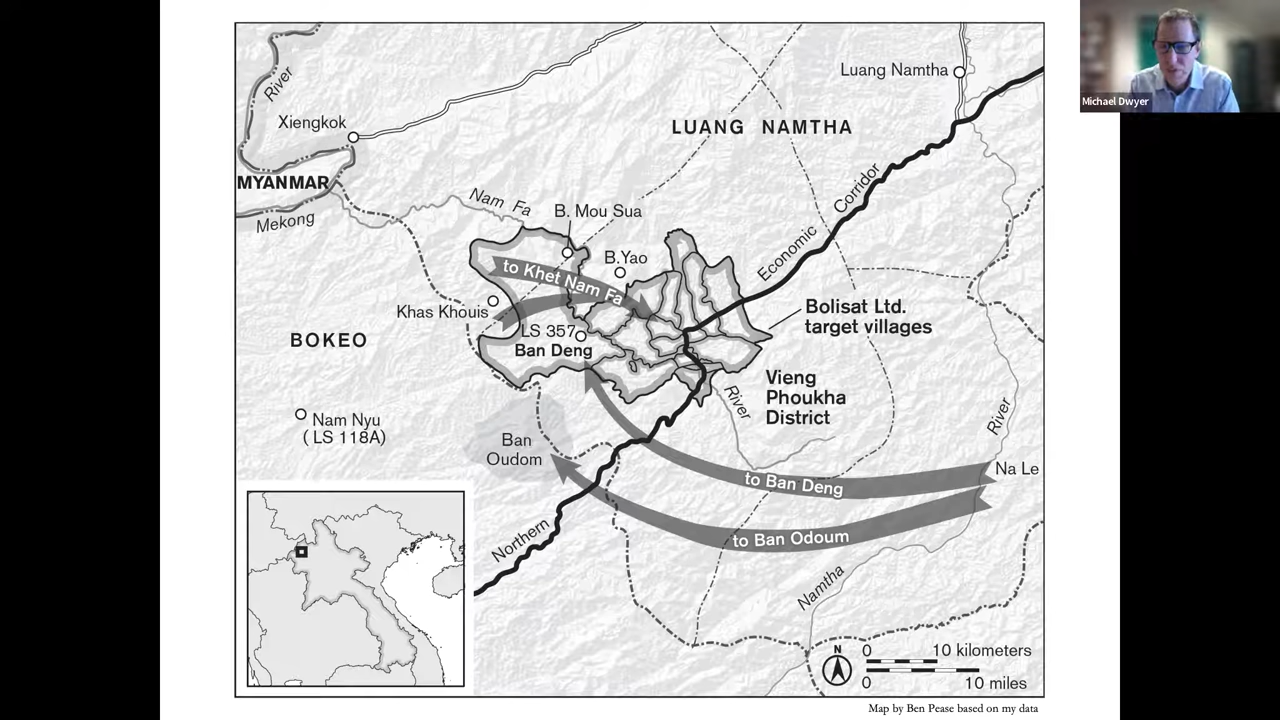 River
Xiengkok
Luang Namtha
Michael Dwyer
LUANG NAMTHA
MYANMAR
Mekong
Nam Fa
B. Mou Sua
Economic Corridor
B.Yao
to Khet Nam Fa
Khas Khouis
Bolisat Ltd.
target villages
LS 357
Ban Deng
BOKEO
Vieng
Phoukha
District
River
Nam Nyu
( LS 118A)
River
Ban
Oudom
Na Le
to Ban Deng
to Ban Odoum
Northern
Namtha
N
0 10 kilometers
0 10 miles
Map by Ben Pease based on my data